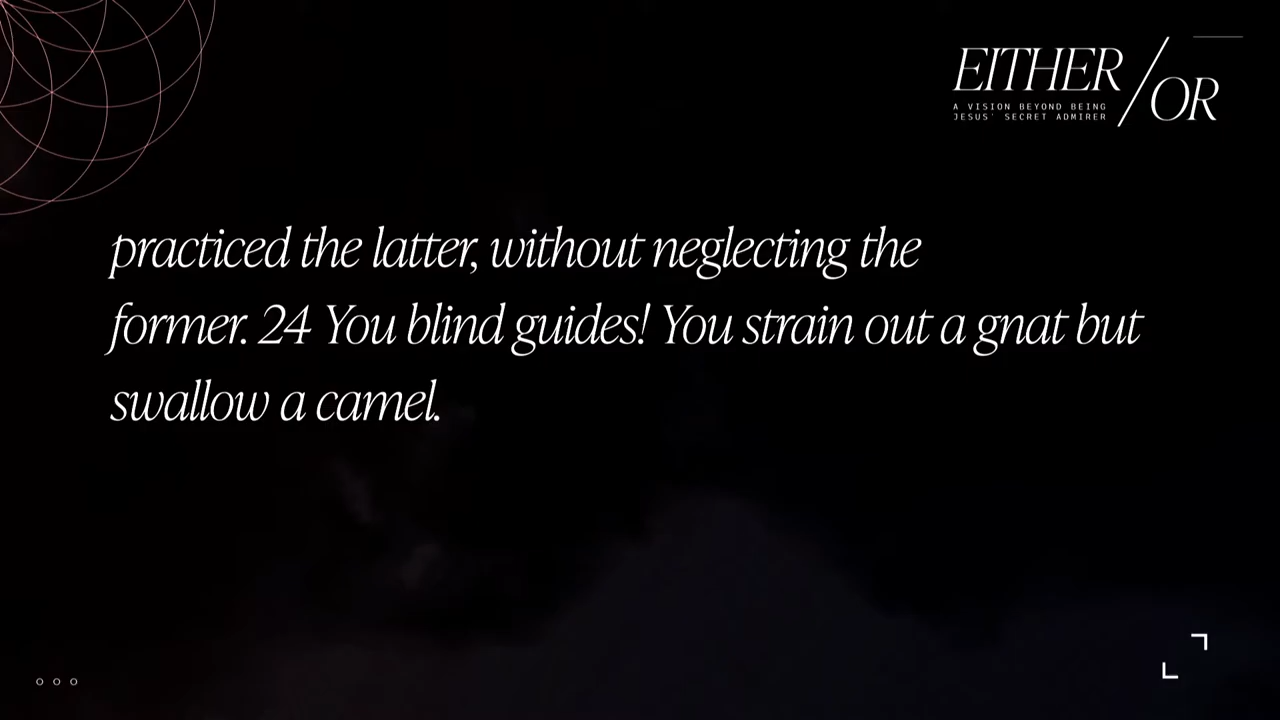 EITHER/OR
A VISION BEYOND BEING
JESUS' SECRET ADMIRER
practiced the latter, without neglecting the
former. 24 You blind guides! You strain out a gnat but
swallow a camel.